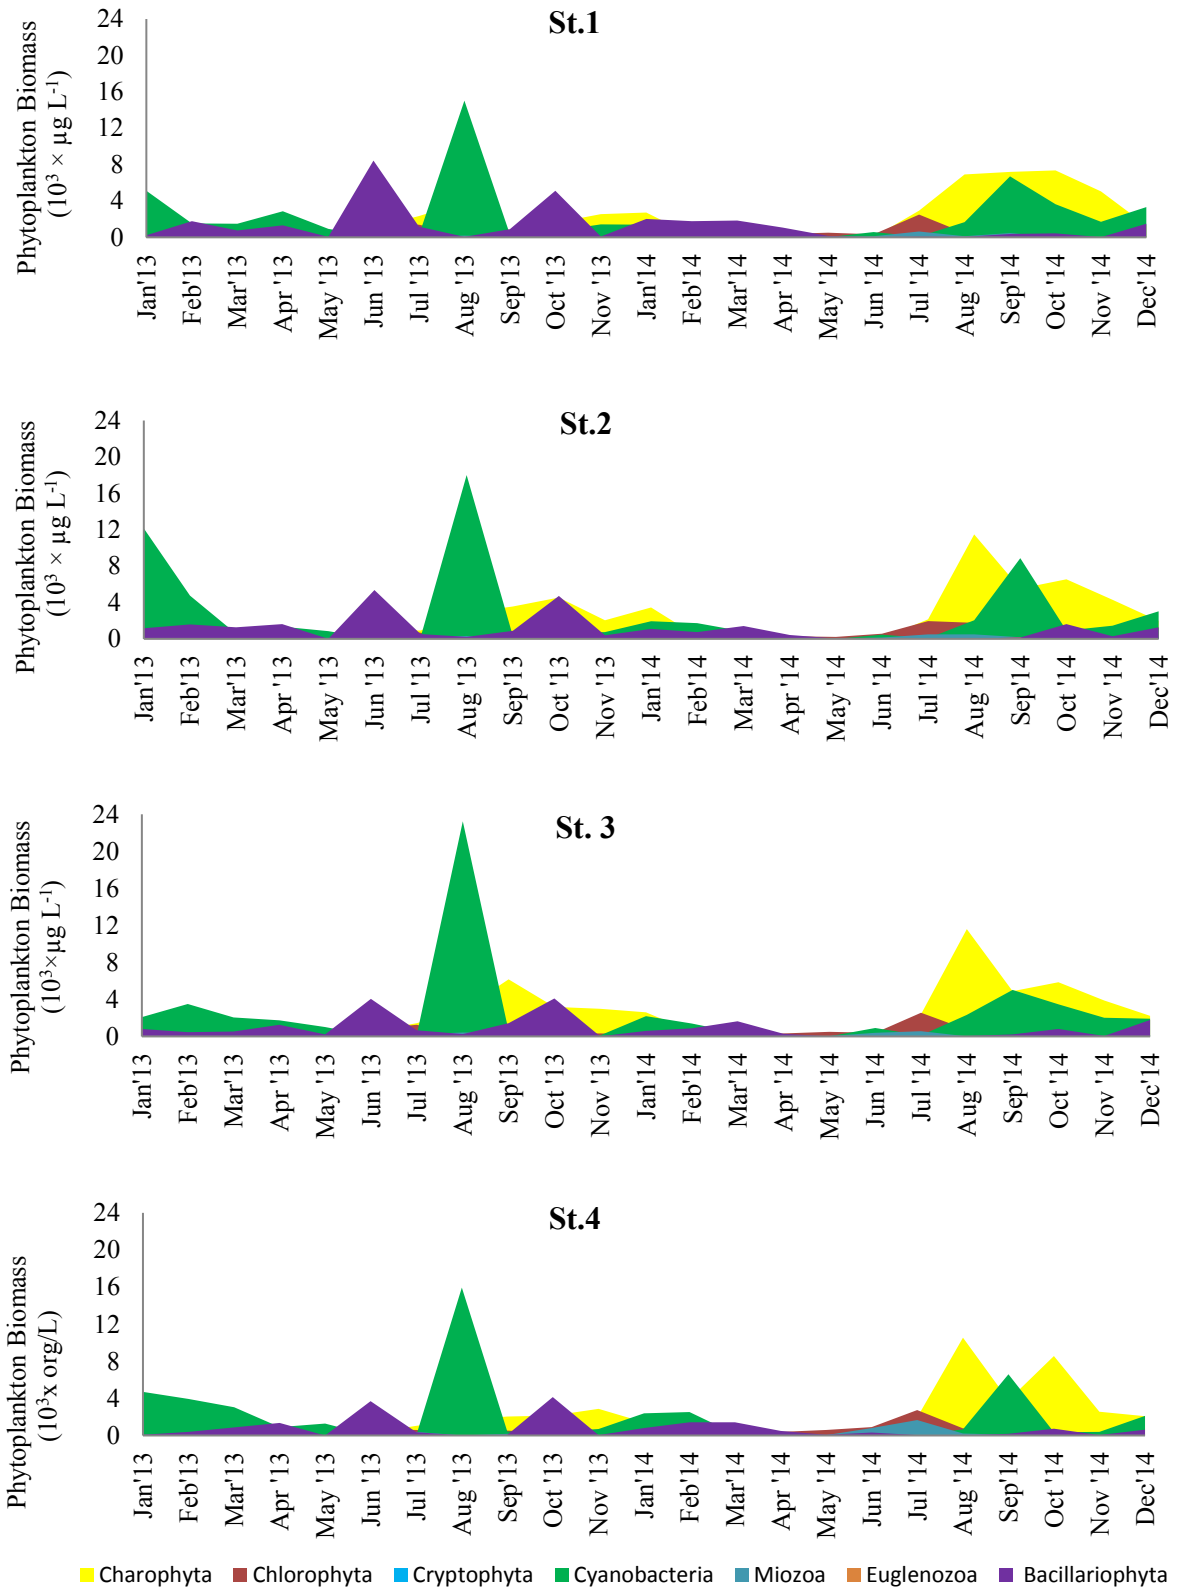 St.1
Phytoplankton Biomass
(10³ × µg L⁻¹)
24
20
16
12
8
4
0
Jan'13
Feb'13
Mar'13
Apr '13
May '13
Jun '13
Jul '13
Aug '13
Sep'13
Oct '13
Nov '13
Jan '14
Feb'14
Mar '14
Apr '14
May '14
Jun '14
Jul '14
Aug '14
Sep'14
Oct '14
Nov '14
Dec'14
St.2
Phytoplankton Biomass
(10³ × µg L⁻¹)
24
20
16
12
8
4
0
Jan'13
Feb'13
Mar '13
Apr '13
May '13
Jun '13
Jul '13
Aug '13
Sep'13
Oct '13
Nov '13
Jan '14
Feb '14
Mar '14
Apr '14
May '14
Jun '14
Jul '14
Aug '14
Sep'14
Oct '14
Nov '14
Dec'14
St. 3
Phytoplankton Biomass
(10³×µg L⁻¹)
24
20
16
12
8
4
0
Jan'13
Feb'13
Mar'13
Apr '13
May '13
Jun '13
Jul '13
Aug '13
Sep'13
Oct '13
Nov '13
Jan '14
Feb '14
Mar'14
Apr '14
May '14
Jun '14
Jul '14
Aug '14
Sep'14
Oct '14
Nov '14
Dec'14
St.4
Phytoplankton Biomass
(10³x org/L)
24
20
16
12
8
4
0
Jan'13
Feb'13
Mar'13
Apr '13
May '13
Jun '13
Jul '13
Aug '13
Sep'13
Oct '13
Nov '13
Jan '14
Feb '14
Mar'14
Apr '14
May '14
Jun '14
Jul '14
Aug '14
Sep'14
Oct '14
Nov '14
Dec'14
Charophyta Chlorophyta Cryptophyta Cyanobacteria Miozoa Euglenozoa Bacillariophyta